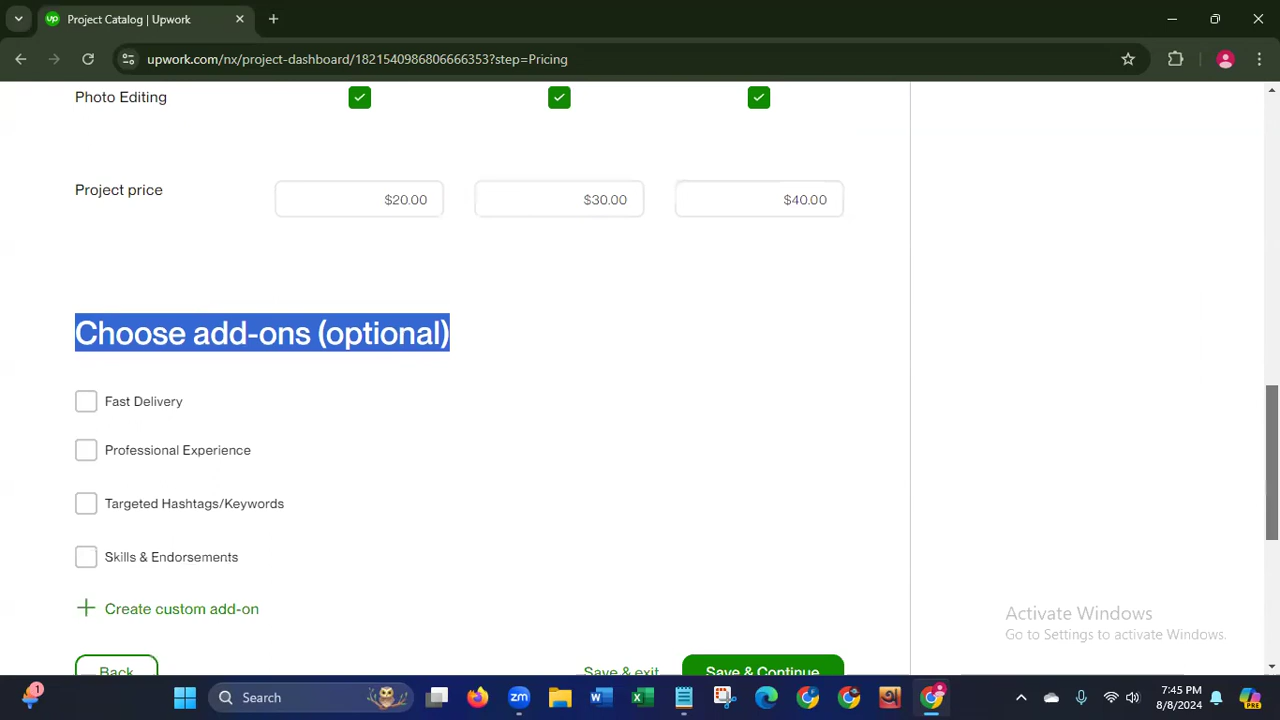 Project Catalog | Upwork
upwork.com/nx/project-dashboard/1821540986806666353?step=Pricing
Photo Editing
Project price
$20.00
$30.00
$40.00
Choose add-ons (optional)
Fast Delivery
Professional Experience
Targeted Hashtags/Keywords
Skills & Endorsements
Create custom add-on
Back
Save & exit
Save & Continue
Activate Windows
Go to Settings to activate Windows.
1
Search
7:45 PM
8/8/2024